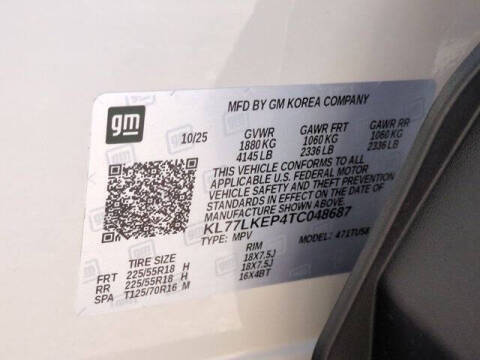 MFD BY GM KOREA COMPANY
gm
10/25 GVWR GAWR FRT GAWR RR
1880 KG 1060 KG 1060 KG
4145 LB 2336 LB 2336 LB
THIS VEHICLE CONFORMS TO ALL
APPLICABLE U.S. FEDERAL MOTOR
VEHICLE SAFETY AND THEFT PREVENTION
STANDARDS IN EFFECT ON THE DATE OF
MANUFACTURE SHOWN ABOVE.
KL77LKEP4TC048687
TYPE: MPV MODEL: 
TIRE SIZE RIM
FRT 225/55R18 H 18X7.5J
RR 225/55R18 H 18X7.5J
SPA T125/70R16 M 16X4BT